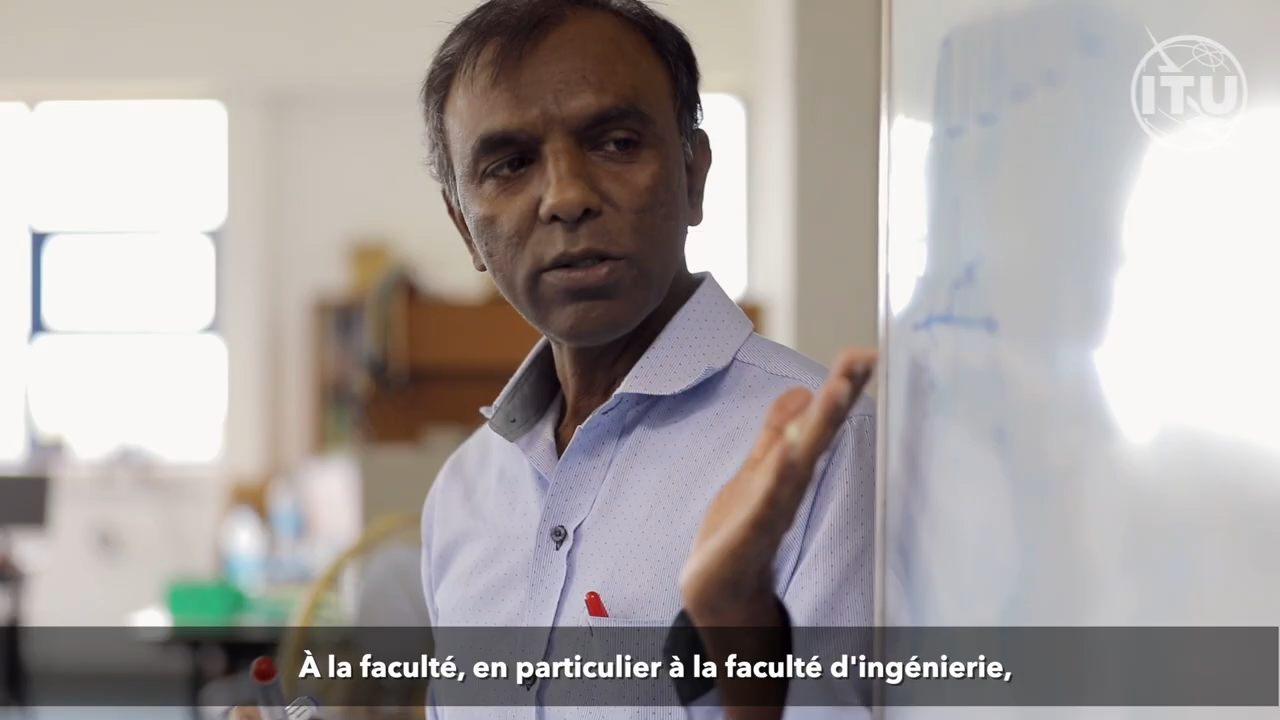 ITU
À la faculté, en particulier à la faculté d'ingénierie,